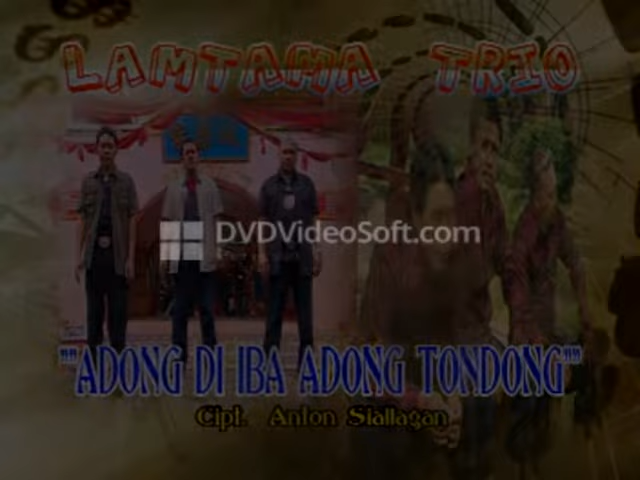 LAMTAMA TRIO
DVDVideoSoft.com
""ADONG DI IBA ADONG TONDONG""
Cipt. Anton Siallagan